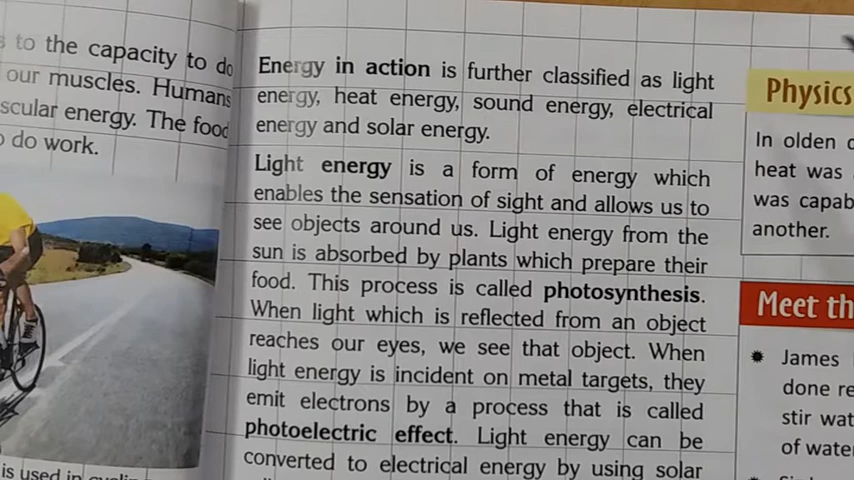 to the capacity to do
our muscles. Humans
scular energy. The food
do work.
is used in
Energy in action is further classified as light
energy, heat energy, sound energy, electrical
energy and solar energy.
Light energy is a form of energy which
enables the sensation of sight and allows us to
see objects around us. Light energy from the
sun is absorbed by plants which prepare their
food. This process is called photosynthesis.
When light which is reflected from an object
reaches our eyes, we see that object. When
light energy is incident on metal targets, they
emit electrons by a process that is called
photoelectric effect. Light energy can be
converted to electrical energy by using solar
Physics
In olden
heat was
was capab
another.
Meet th
James
done re
stir wat
of water